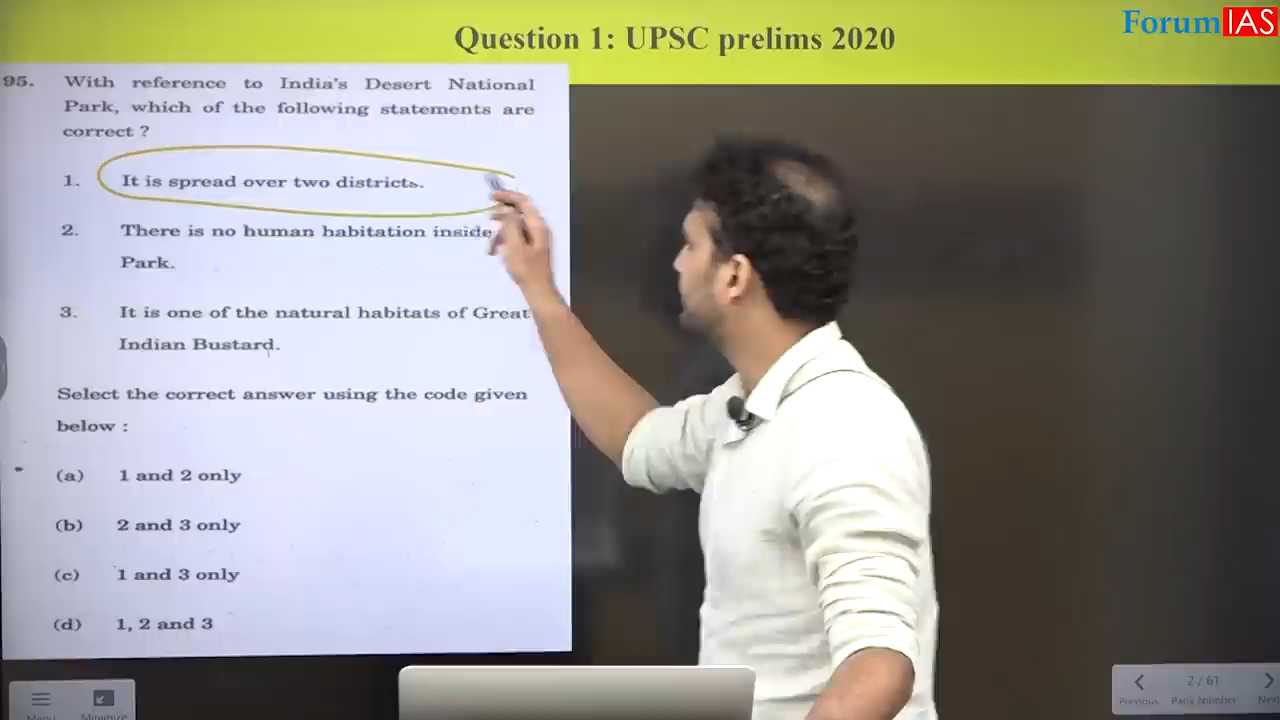 ForumIAS
Question 1: UPSC prelims 2020
95. With reference to India's Desert National
Park, which of the following statements are
correct ?
1. It is spread over two districts.
2. There is no human habitation inside
Park.
3. It is one of the natural habitats of Great
Indian Bustard.
Select the correct answer using the code given
below :
(a) 1 and 2 only
(b) 2 and 3 only
(c) 1 and 3 only
(d) 1, 2 and 3
2 / 61
Previous Page Number Next
Menu Minimize